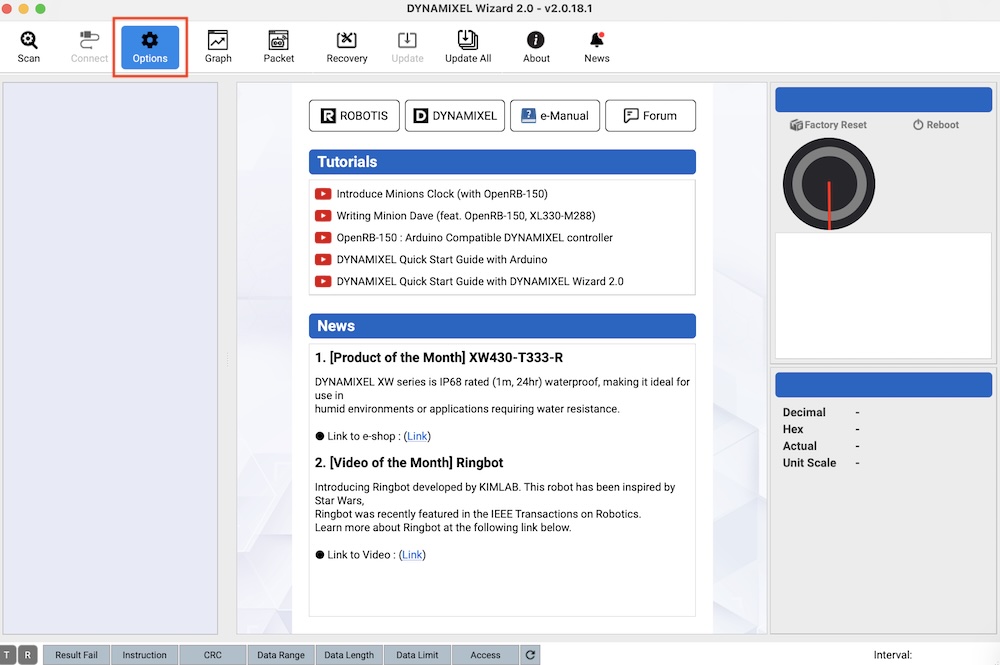 DYNAMIXEL Wizard 2.0 - v2.0.18.1
Scan
Connect
Options
Graph
Packet
Recovery
Update
Update All
About
News
ROBOTIS
DYNAMIXEL
e-Manual
Forum
Tutorials
Introduce Minions Clock (with OpenRB-150)
Writing Minion Dave (feat. OpenRB-150, XL330-M288)
OpenRB-150 : Arduino Compatible DYNAMIXEL controller
DYNAMIXEL Quick Start Guide with Arduino
DYNAMIXEL Quick Start Guide with DYNAMIXEL Wizard 2.0
News
1. [Product of the Month] XW430-T333-R
DYNAMIXEL XW series is IP68 rated (1m, 24hr) waterproof, making it ideal for
use in
humid environments or applications requiring water resistance.
● Link to e-shop : (Link)
2. [Video of the Month] Ringbot
Introducing Ringbot developed by KIMLAB. This robot has been inspired by
Star Wars,
Ringbot was recently featured in the IEEE Transactions on Robotics.
Learn more about Ringbot at the following link below.
● Link to Video : (Link)
Factory Reset
Reboot
Decimal -
Hex -
Actual -
Unit Scale -
T
R
Result Fail
Instruction
CRC
Data Range
Data Length
Data Limit
Access
Interval: